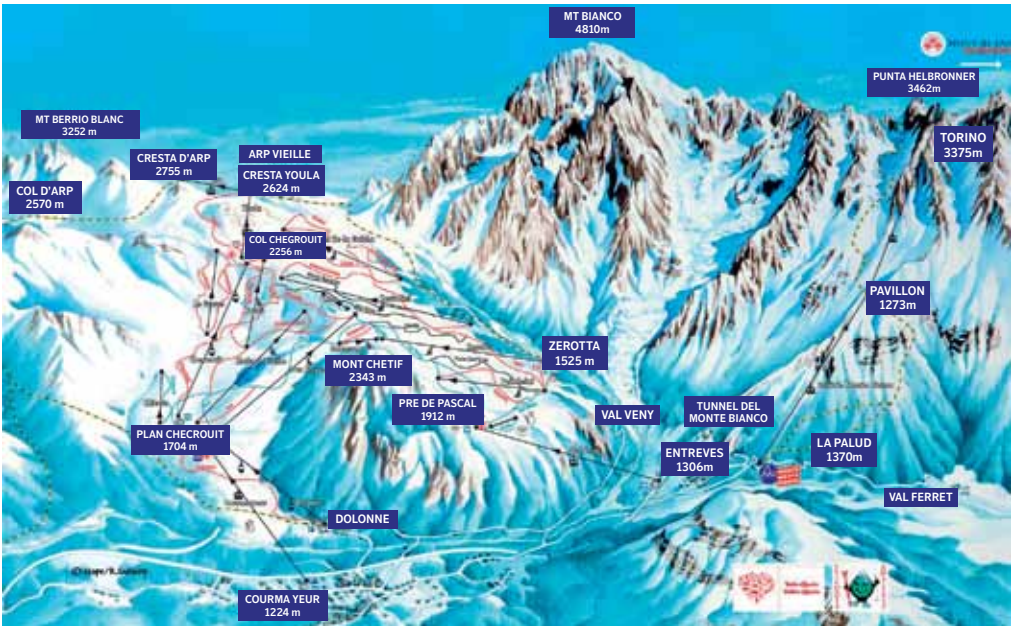 MT BIANCO
4810m
PUNTA HELBRONNER
3462m
MT BERRIO BLANC
3252 m
TORINO
3375m
CRESTA D'ARP
2755 m
ARP VIEILLE
CRESTA YOULA
2624 m
COL D'ARP
2570 m
COL CHEGROUIT
2256 m
PAVILLON
1273m
ZEROTTA
1525 m
MONT CHETIF
2343 m
PRE DE PASCAL
1912 m
VAL VENY
TUNNEL DEL
MONTE BIANCO
PLAN CHECROUIT
1704 m
ENTREVES
1306m
LA PALUD
1370m
VAL FERRET
DOLONNE
COURMA YEUR
1224 m